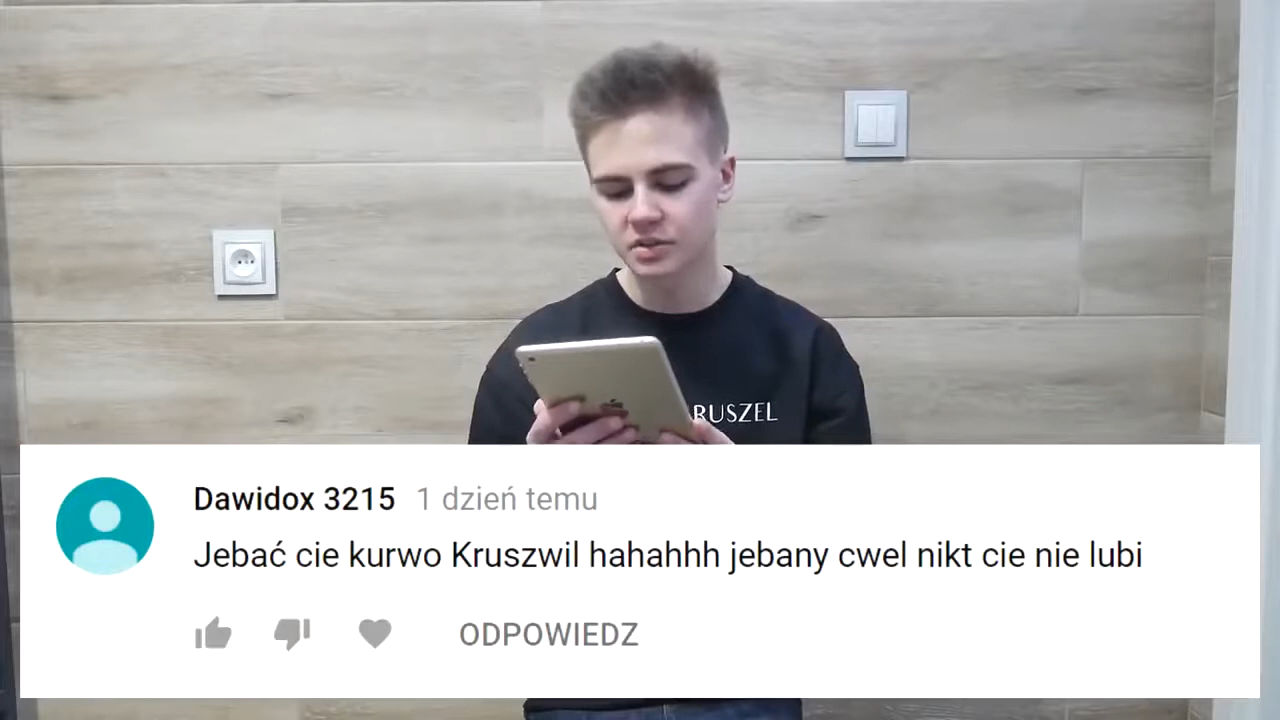 RUSZEL
Dawidox 3215 1 dzień temu
Jebać cie kurwo Kruszwil hahahhh jebany cwel nikt cie nie lubi
ODPOWIEDZ